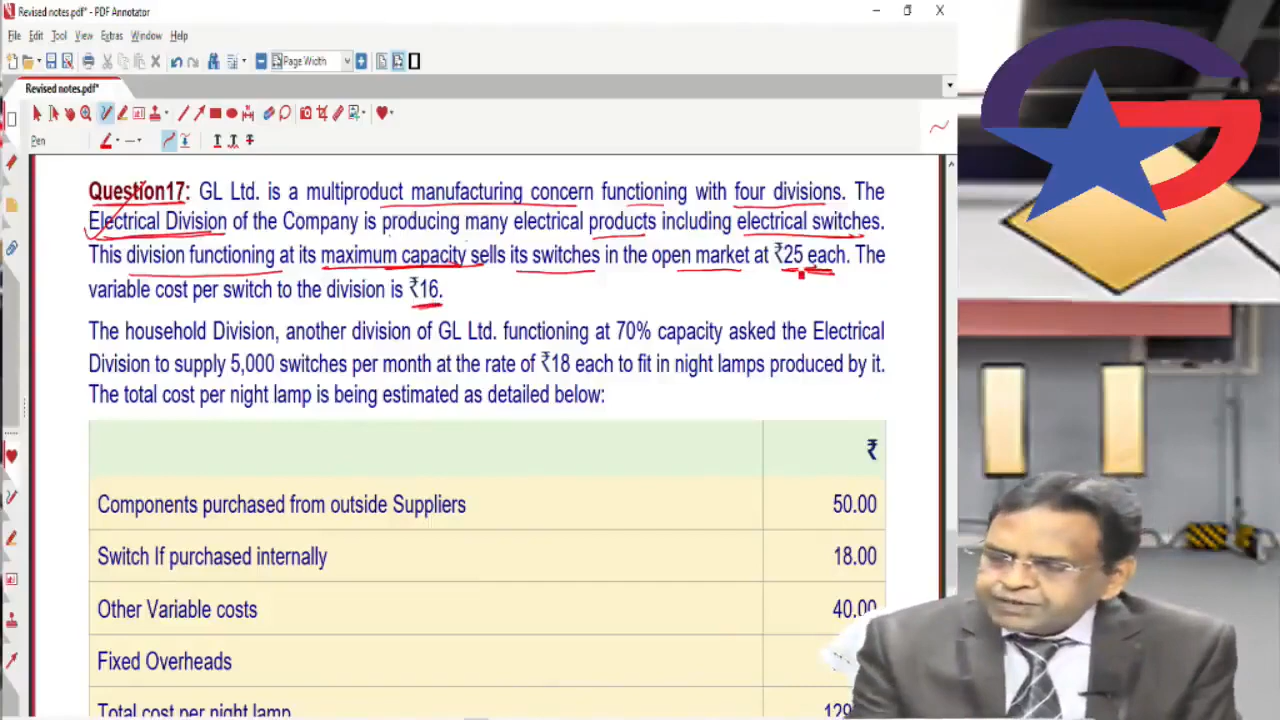 Revised notes.pdf* - PDF Annotator
File Edit Tool View Extras Window Help
Page Width
Revised notes.pdf*
Pen
Question17: GL Ltd. is a multiproduct manufacturing concern functioning with four divisions. The
Electrical Division of the Company is producing many electrical products including electrical switches.
This division functioning at its maximum capacity sells its switches in the open market at ₹25 each. The
variable cost per switch to the division is ₹16.
The household Division, another division of GL Ltd. functioning at 70% capacity asked the Electrical
Division to supply 5,000 switches per month at the rate of ₹18 each to fit in night lamps produced by it.
The total cost per night lamp is being estimated as detailed below:
₹
Components purchased from outside Suppliers 50.00
Switch If purchased internally 18.00
Other Variable costs 40.00
Fixed Overheads
Total cost per night lamp